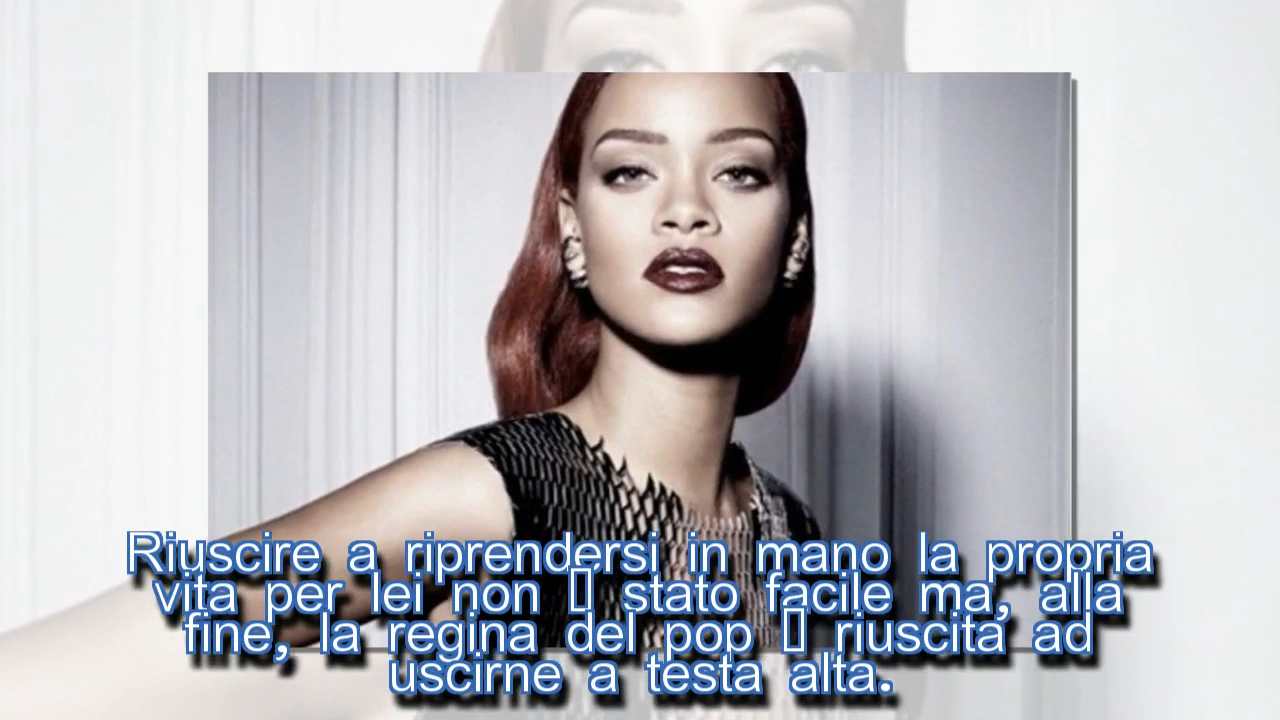 Riuscire a riprendersi in mano la propria
vita per lei non ▯ stato facile ma, alla
fine, la regina del pop ▯ riuscita ad
uscirne a testa alta.